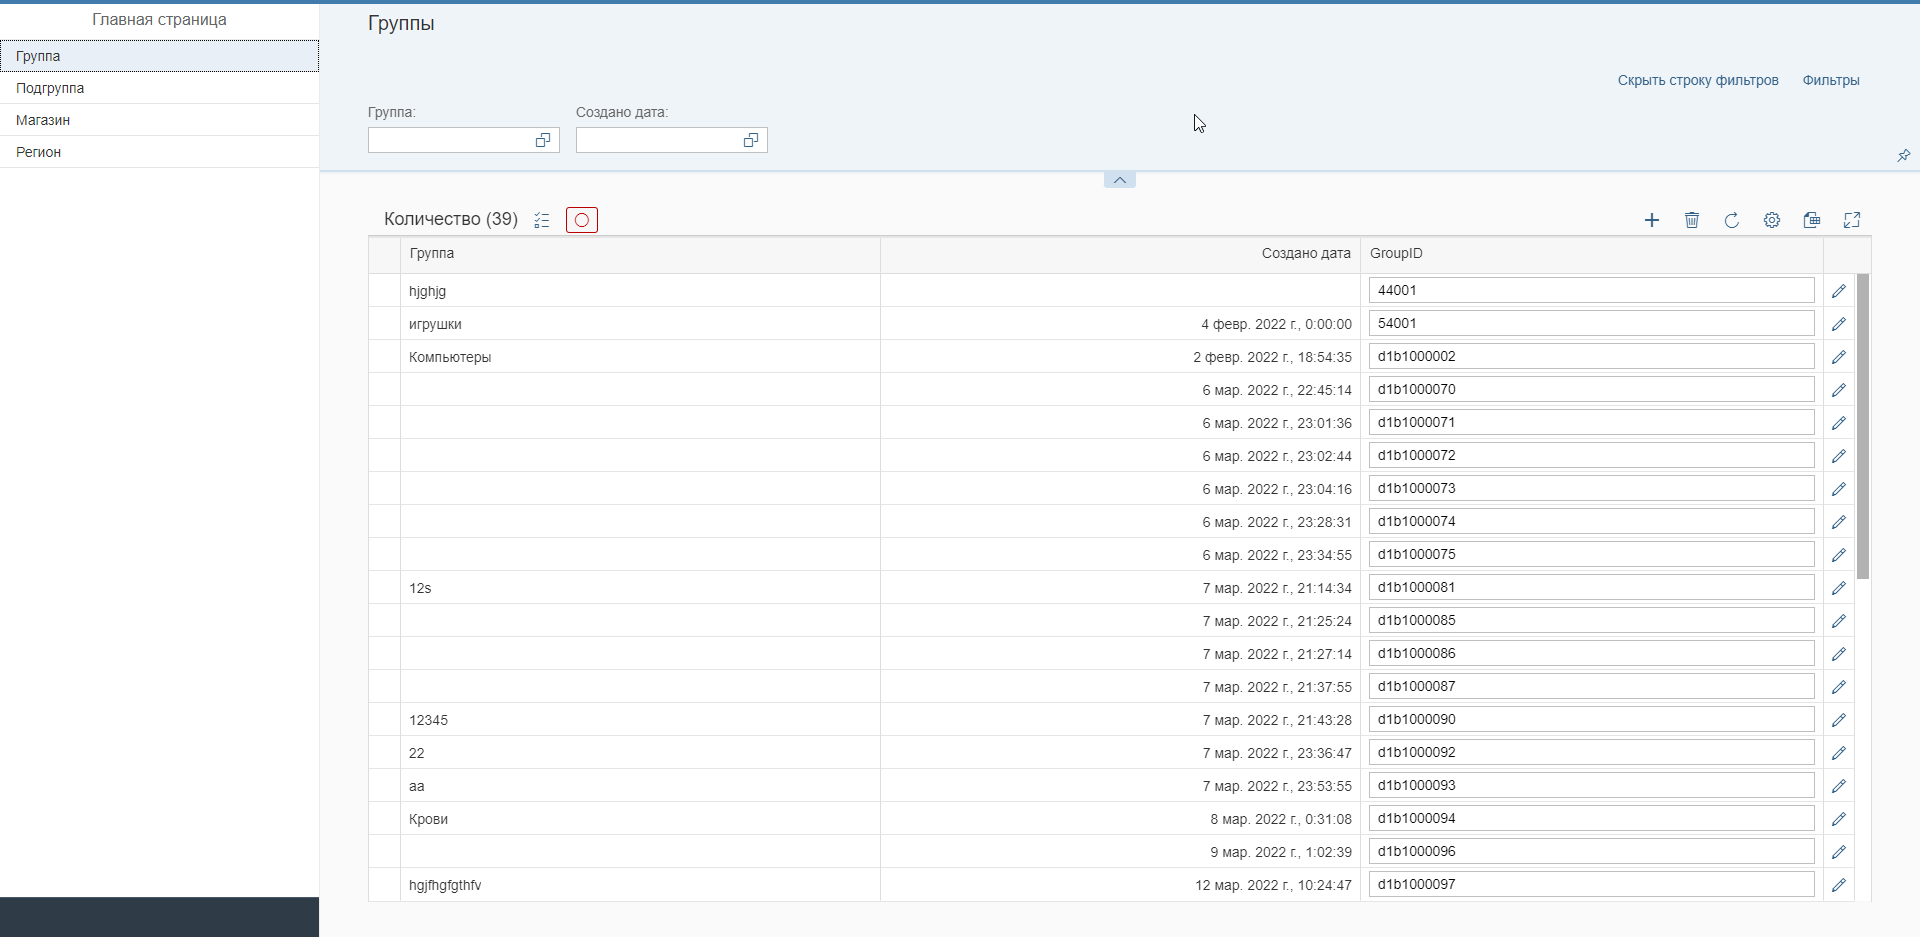 Главная страница
Группа
Подгруппа
Магазин
Регион
Группы
Скрыть строку фильтров Фильтры
Группа: Создано дата:
Количество (39)
Группа Создано дата GroupID
hjghjg 44001
игрушки 4 февр. 2022 г., 0:00:00 54001
Компьютеры 2 февр. 2022 г., 18:54:35 d1b1000002
6 мар. 2022 г., 22:45:14 d1b1000070
6 мар. 2022 г., 23:01:36 d1b1000071
6 мар. 2022 г., 23:02:44 d1b1000072
6 мар. 2022 г., 23:04:16 d1b1000073
6 мар. 2022 г., 23:28:31 d1b1000074
6 мар. 2022 г., 23:34:55 d1b1000075
12s 7 мар. 2022 г., 21:14:34 d1b1000081
7 мар. 2022 г., 21:25:24 d1b1000085
7 мар. 2022 г., 21:27:14 d1b1000086
7 мар. 2022 г., 21:37:55 d1b1000087
12345 7 мар. 2022 г., 21:43:28 d1b1000090
22 7 мар. 2022 г., 23:36:47 d1b1000092
aa 7 мар. 2022 г., 23:53:55 d1b1000093
Крови 8 мар. 2022 г., 0:31:08 d1b1000094
9 мар. 2022 г., 1:02:39 d1b1000096
hgjfhgfgthfv 12 мар. 2022 г., 10:24:47 d1b1000097